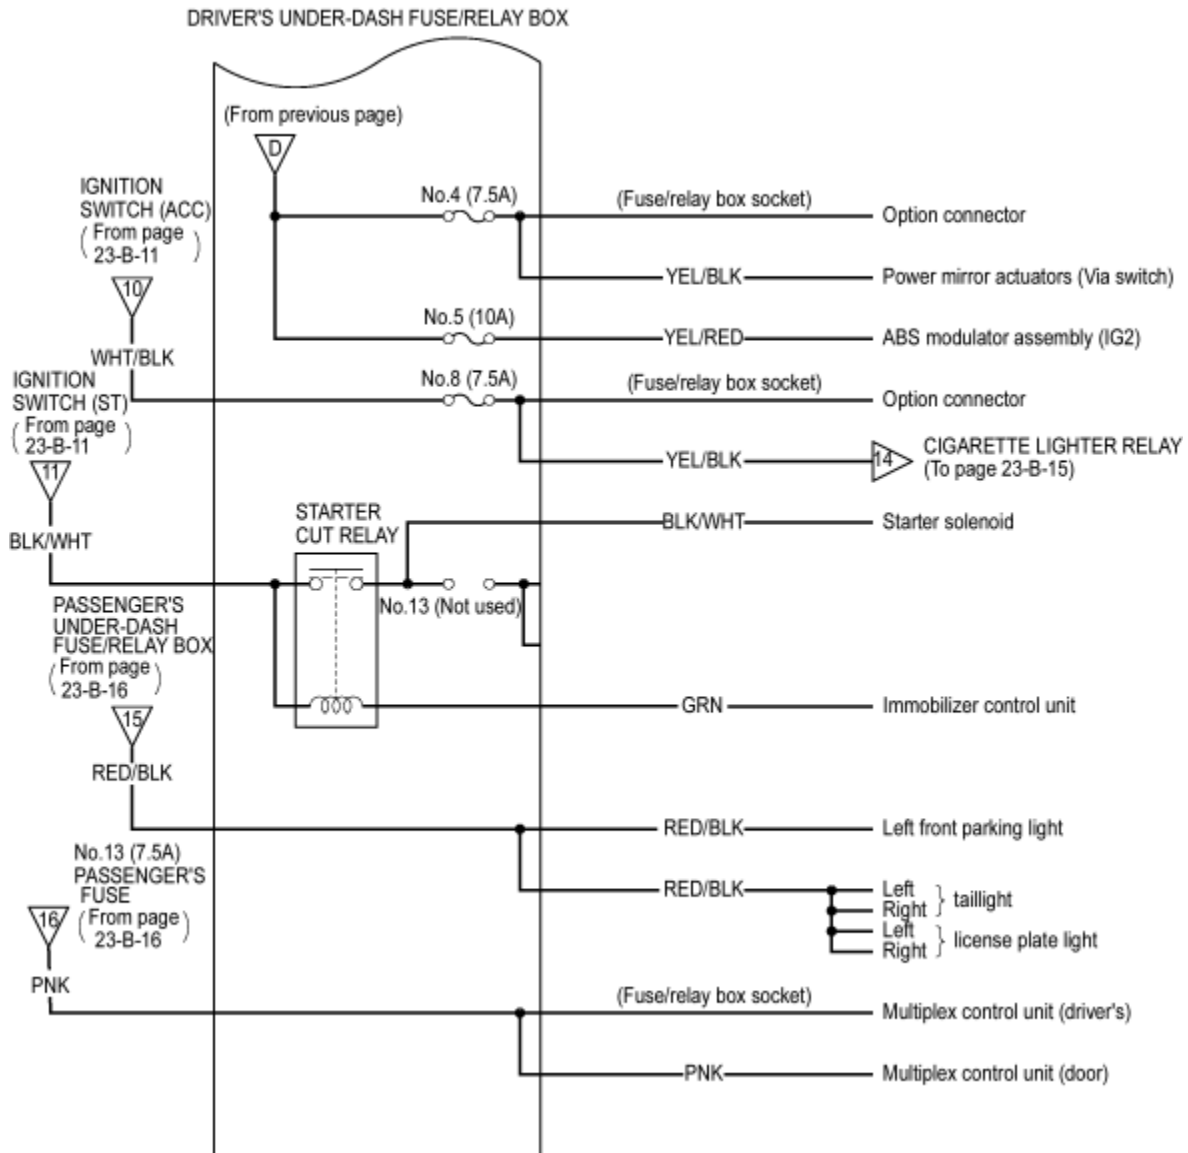 DRIVER'S UNDER-DASH FUSE/RELAY BOX
(From previous page)
D
IGNITION
SWITCH (ACC)
(From page
23-B-11)
10
WHT/BLK
No.4 (7.5A)
(Fuse/relay box socket)
Option connector
YEL/BLK
Power mirror actuators (Via switch)
No.5 (10A)
YEL/RED
ABS modulator assembly (IG2)
IGNITION
SWITCH (ST)
(From page
23-B-11)
11
BLK/WHT
No.8 (7.5A)
(Fuse/relay box socket)
Option connector
YEL/BLK
14
CIGARETTE LIGHTER RELAY
(To page 23-B-15)
STARTER
CUT RELAY
BLK/WHT
Starter solenoid
No.13 (Not used)
PASSENGER'S
UNDER-DASH
FUSE/RELAY BOX
(From page
23-B-16)
15
RED/BLK
GRN
Immobilizer control unit
RED/BLK
Left front parking light
No.13 (7.5A)
PASSENGER'S
FUSE
(From page
23-B-16)
16
PNK
RED/BLK
Left
Right
taillight
Left
Right
license plate light
(Fuse/relay box socket)
Multiplex control unit (driver's)
PNK
Multiplex control unit (door)